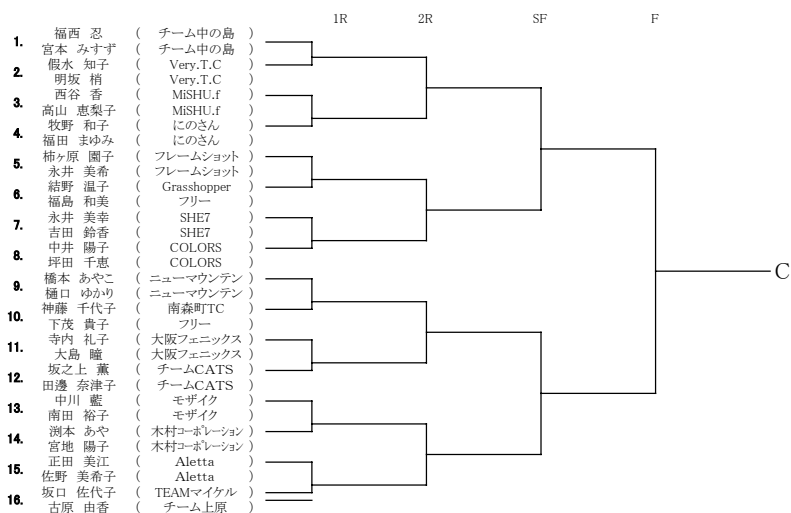 1R 2R SF F
福西 忍 ( チーム中の島 )
1. 宮本 みすず ( チーム中の島 )
假水 知子 ( Very.T.C )
2. 明坂 梢 ( Very.T.C )
西谷 香 ( MiSHU.f )
3. 高山 恵梨子 ( MiSHU.f )
牧野 和子 ( にのさん )
4. 福田 まゆみ ( にのさん )
柿ヶ原 園子 ( フレームショット )
5. 永井 美希 ( フレームショット )
結野 温子 ( Grasshopper )
6. 福島 和美 ( フリー )
永井 美幸 ( SHE7 )
7. 吉田 鈴香 ( SHE7 )
中井 陽子 ( COLORS )
8. 坪田 千恵 ( COLORS )
橋本 あやこ ( ニューマウンテン )
9. 樋口 ゆかり ( ニューマウンテン )
C
神藤 千代子 ( 南森町TC )
10. 下茂 貴子 ( フリー )
寺内 礼子 ( 大阪フェニックス )
11. 大島 瞳 ( 大阪フェニックス )
坂之上 薫 ( チームCATS )
12. 田邊 奈津子 ( チームCATS )
中川 藍 ( モザイク )
13. 南田 裕子 ( モザイク )
渕本 あや ( 木村コーポレーション )
14. 宮地 陽子 ( 木村コーポレーション )
正田 美江 ( Aletta )
15. 佐野 美希子 ( Aletta )
坂口 佐代子 ( TEAMマイケル )
16. 古原 由香 ( チーム上原 )